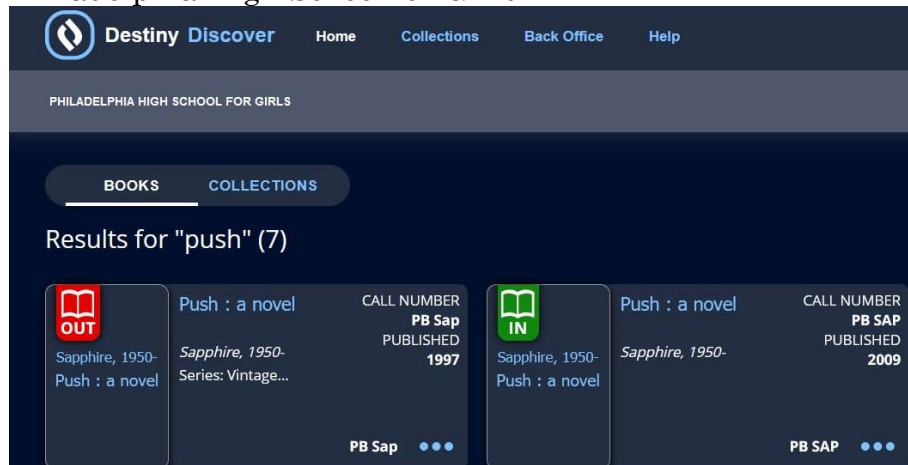 Destiny Discover Home Collections Back Office Help
PHILADELPHIA HIGH SCHOOL FOR GIRLS
BOOKS COLLECTIONS
Results for "push" (7)
OUT
Sapphire, 1950-
Push : a novel
Push : a novel
Sapphire, 1950-
Series: Vintage...
CALL NUMBER
PB Sap
PUBLISHED
1997
PB Sap
IN
Sapphire, 1950-
Push : a novel
Push : a novel
Sapphire, 1950-
CALL NUMBER
PB SAP
PUBLISHED
2009
PB SAP